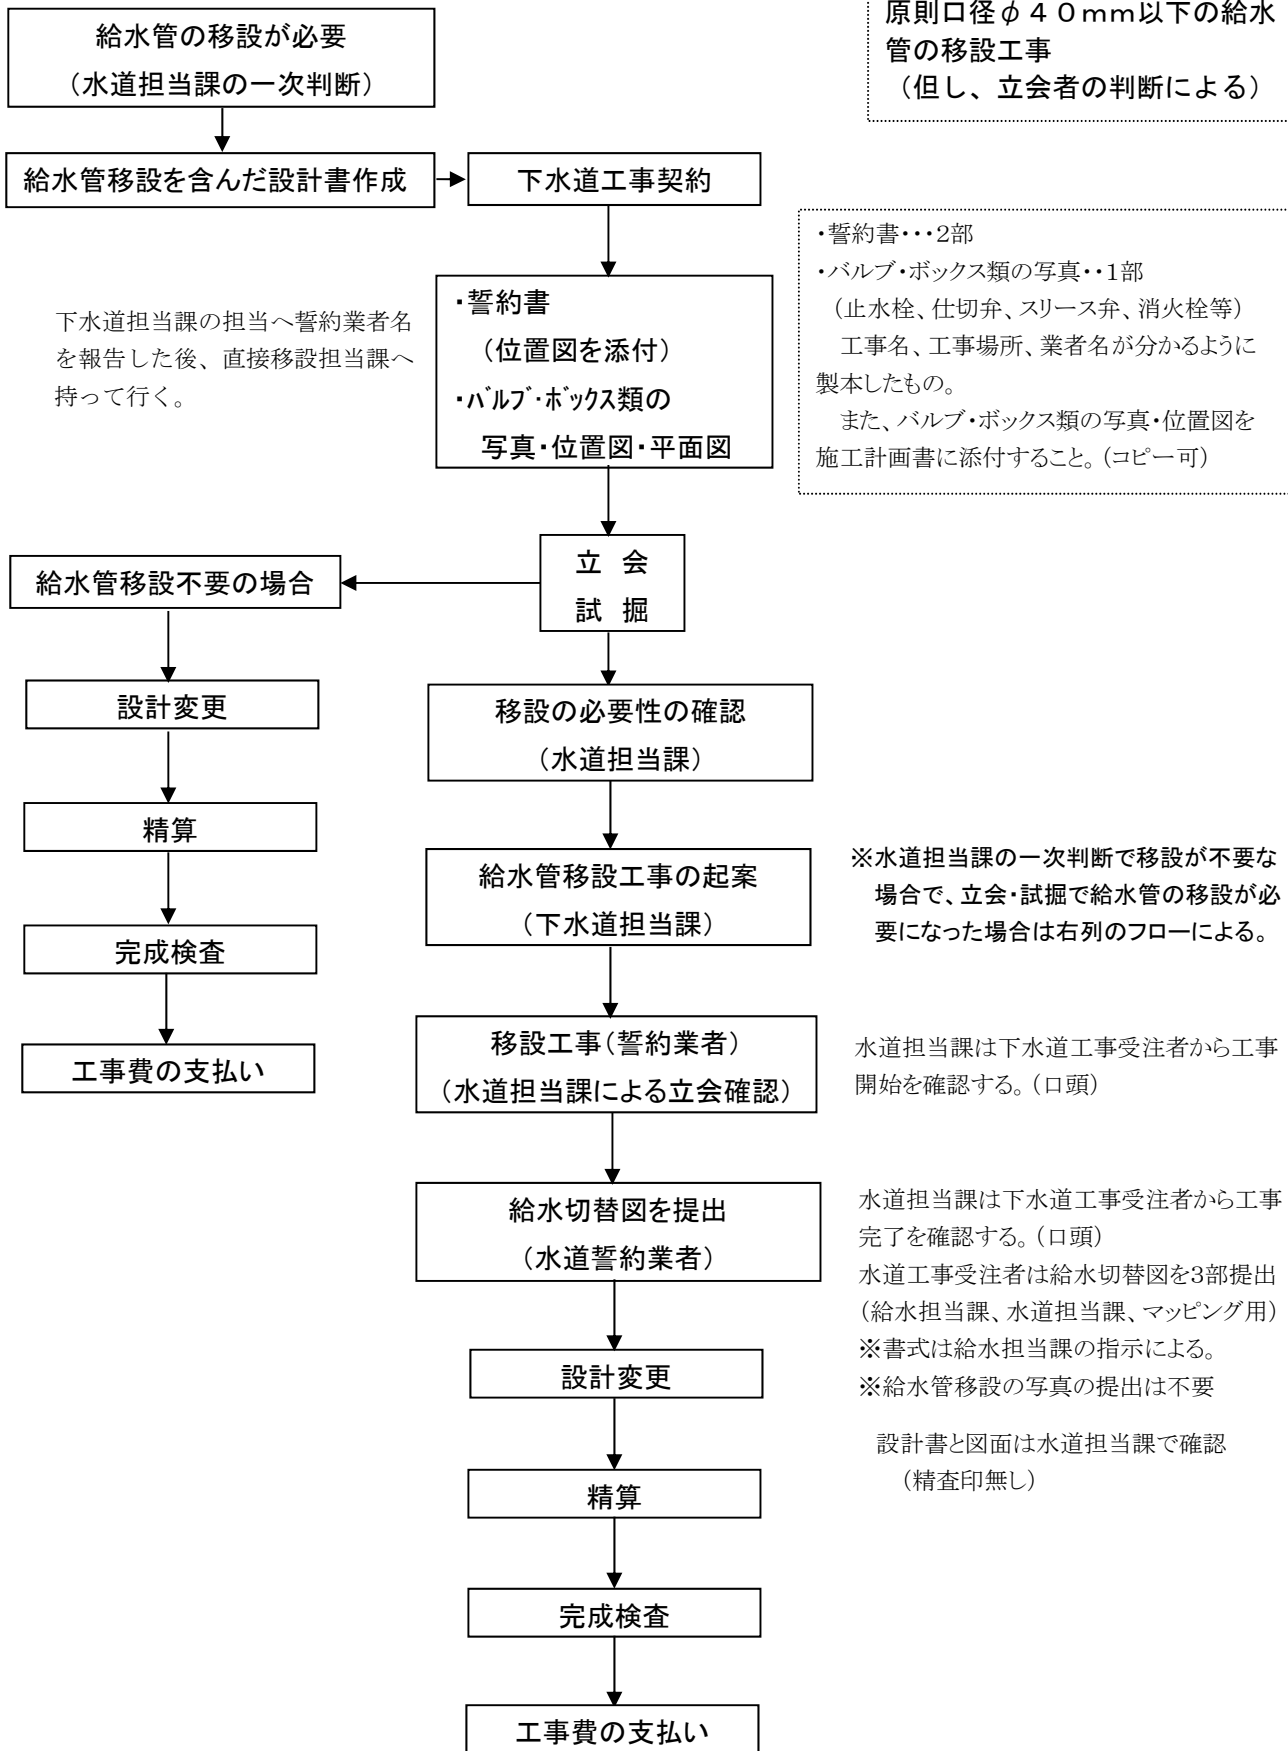 給水管の移設が必要
（水道担当課の一次判断）
原則口径φ４０ｍｍ以下の給水
管の移設工事
（但し、立会者の判断による）
給水管移設を含んだ設計書作成
下水道工事契約
・誓約書・・・２部
・バルブ・ボックス類の写真・・１部
（止水栓、仕切弁、スリース弁、消火栓等）
工事名、工事場所、業者名が分かるように
製本したもの。
また、バルブ・ボックス類の写真・位置図を
施工計画書に添付すること。（コピー可）
下水道担当課の担当へ誓約業者名
を報告した後、直接移設担当課へ
持って行く。
・誓約書
（位置図を添付）
・ﾊﾞﾙﾌﾞ・ﾎﾞｯｸｽ類の
写真・位置図・平面図
立　会
試　掘
給水管移設不要の場合
設計変更
精算
完成検査
工事費の支払い
移設の必要性の確認
（水道担当課）
給水管移設工事の起案
（下水道担当課）
※水道担当課の一次判断で移設が不要な
場合で、立会・試掘で給水管の移設が必
要になった場合は右列のフローによる。
移設工事（誓約業者）
（水道担当課による立会確認）
水道担当課は下水道工事受注者から工事
開始を確認する。（口頭）
給水切替図を提出
（水道誓約業者）
水道担当課は下水道工事受注者から工事
完了を確認する。（口頭）
水道工事受注者は給水切替図を３部提出
（給水担当課、水道担当課、マッピング用）
※書式は給水担当課の指示による。
※給水管移設の写真の提出は不要
設計変更
設計書と図面は水道担当課で確認
（精査印無し）
精算
完成検査
工事費の支払い